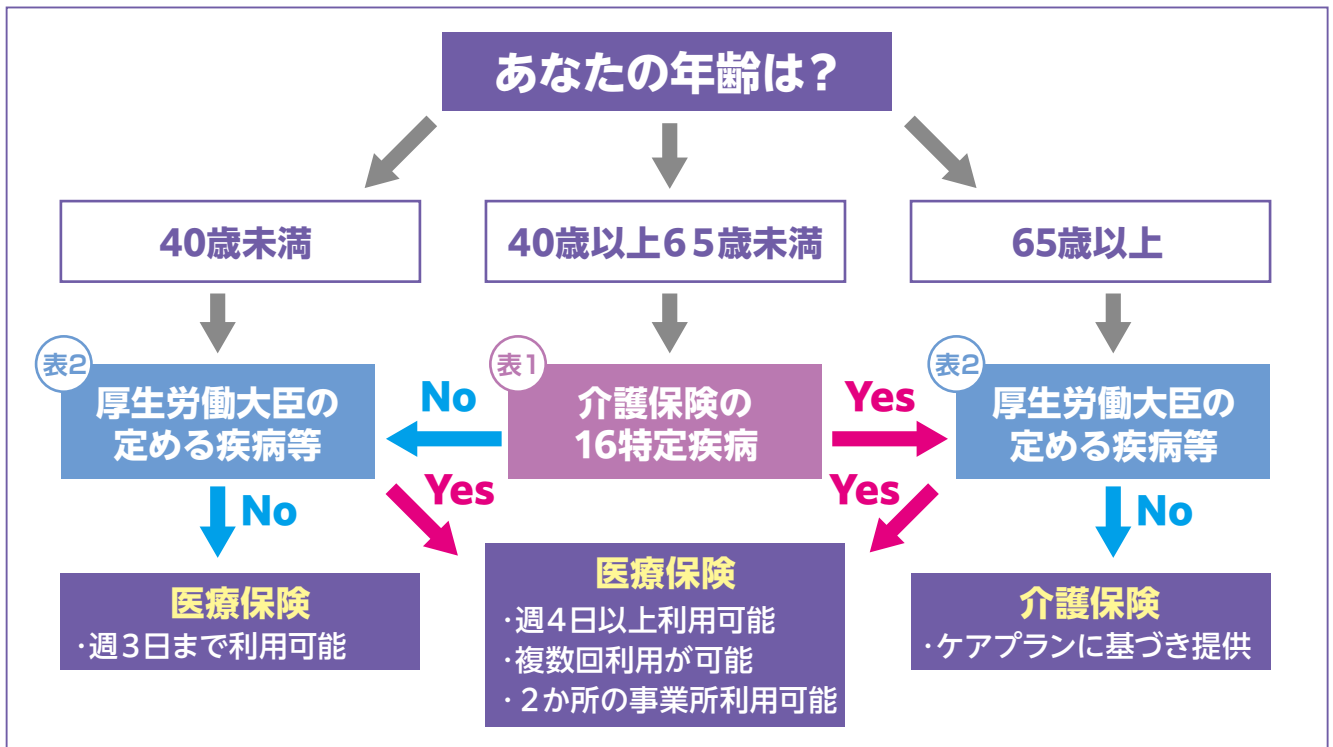 あなたの年齢は？
40歳未満
40歳以上65歳未満
65歳以上
表2
厚生労働大臣の
定める疾病等
No
表1
介護保険の
16特定疾病
Yes
表2
厚生労働大臣の
定める疾病等
No
Yes
Yes
No
医療保険
・週3日まで利用可能
医療保険
・週4日以上利用可能
・複数回利用が可能
・2か所の事業所利用可能
介護保険
・ケアプランに基づき提供